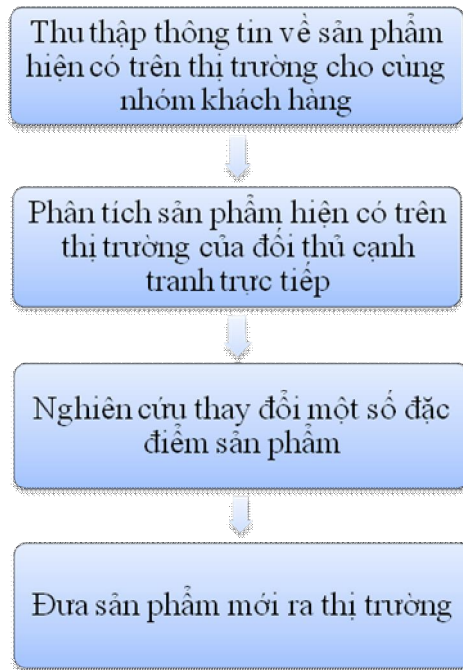 Thu thập thông tin về sản phẩm
hiện có trên thị trường cho cùng
nhóm khách hàng
Phân tích sản phẩm hiện có trên
thị trường của đối thủ cạnh
tranh trực tiếp
Nghiên cứu thay đổi một số đặc
điểm sản phẩm
Đưa sản phẩm mới ra thị trường